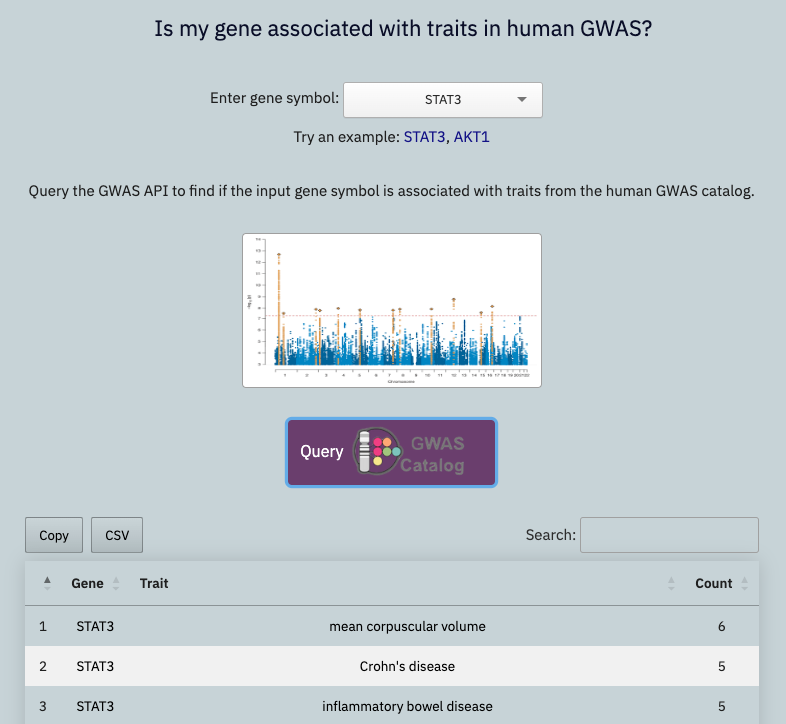 Is my gene associated with traits in human GWAS?
Enter gene symbol: STAT3
Try an example: STAT3, AKT1
Query the GWAS API to find if the input gene symbol is associated with traits from the human GWAS catalog.
Chromosome
Query GWAS
Catalog
Copy CSV Search:
Gene Trait Count
1 STAT3 mean corpuscular volume 6
2 STAT3 Crohn's disease 5
3 STAT3 inflammatory bowel disease 5